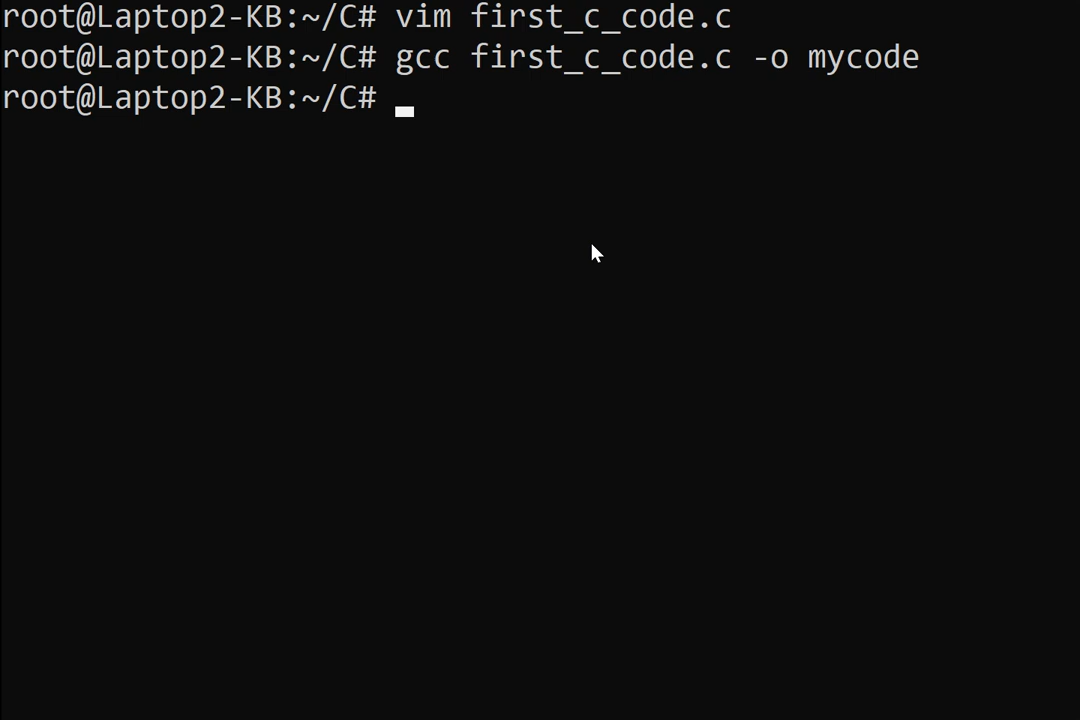 root@Laptop2-KB:~/C# vim first_c_code.c
root@Laptop2-KB:~/C# gcc first_c_code.c -o mycode
root@Laptop2-KB:~/C#